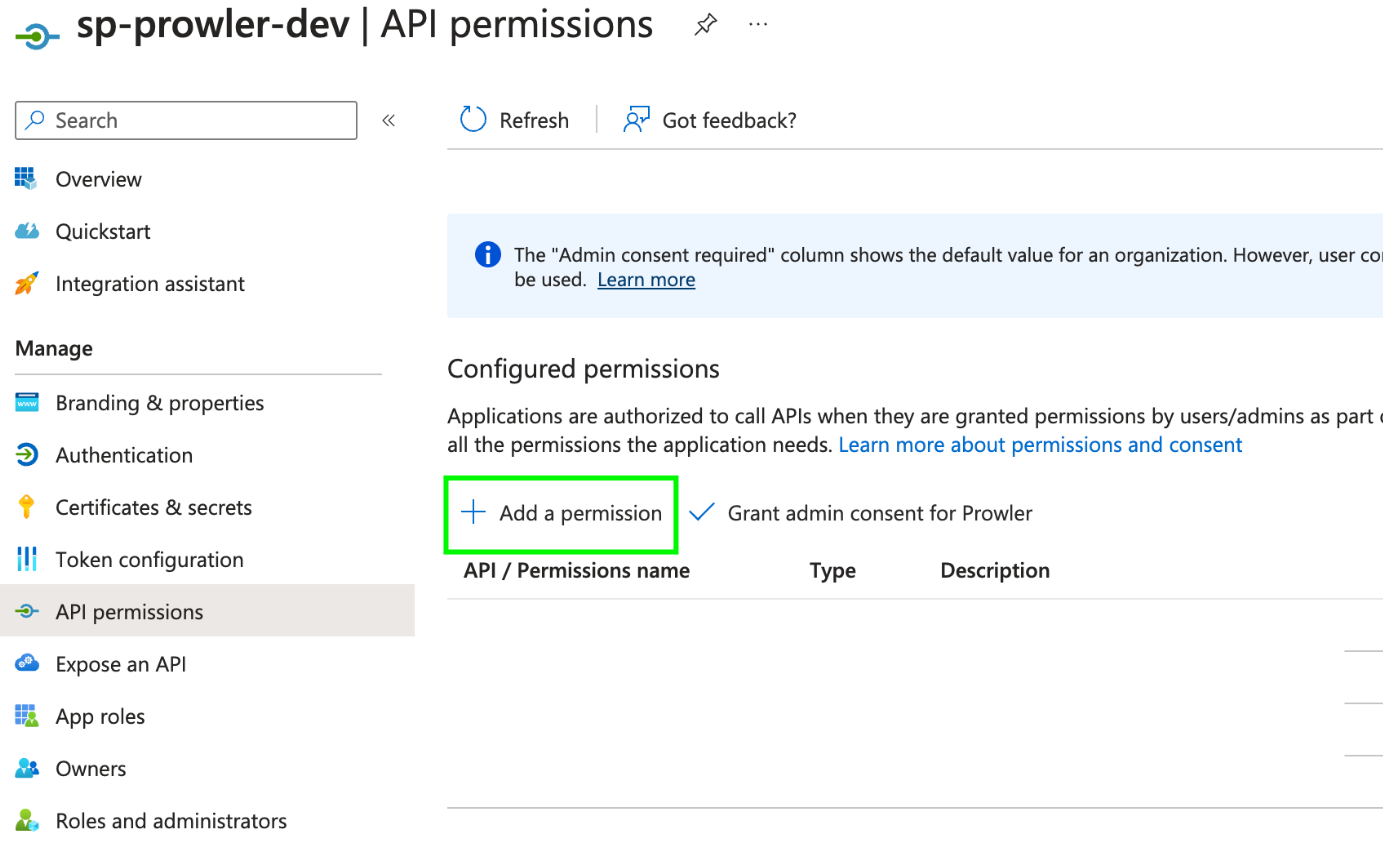 sp-prowler-dev | API permissions
Search
Refresh
Got feedback?
Overview
Quickstart
Integration assistant
Manage
Branding & properties
www
Authentication
Certificates & secrets
Token configuration
API permissions
Expose an API
App roles
Owners
Roles and administrators
The "Admin consent required" column shows the default value for an organization. However, user
be used. Learn more
Configured permissions
Applications are authorized to call APIs when they are granted permissions by users/admins as part
all the permissions the application needs. Learn more about permissions and consent
Add a permission
Grant admin consent for Prowler
API / Permissions name Type Description